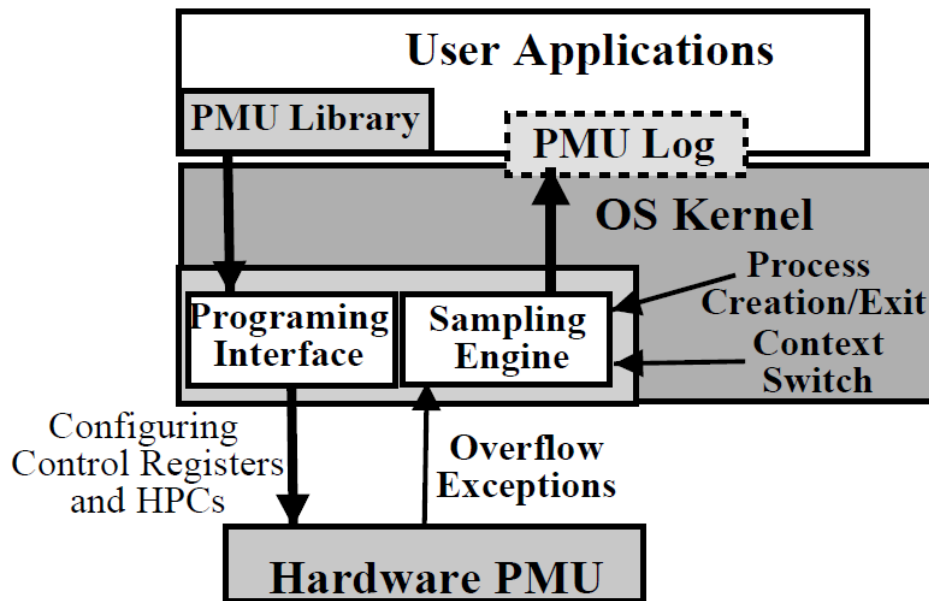 User Applications
PMU Library
PMU Log
OS Kernel
Process
Creation/Exit
Programing
Interface
Sampling
Engine
Context
Switch
Configuring
Control Registers
and HPCs
Overflow
Exceptions
Hardware PMU